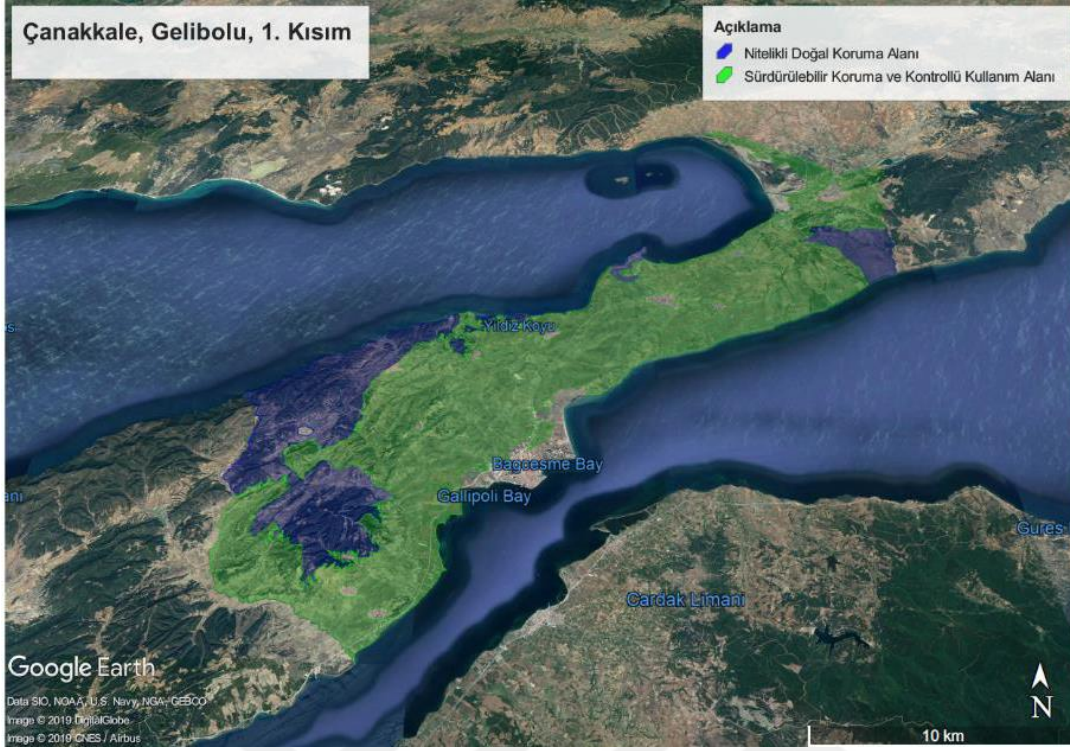 Çanakkale, Gelibolu, 1. Kısım
Açıklama
Nitelikli Doğal Koruma Alanı
Sürdürülebilir Koruma ve Kontrollü Kullanım Alanı
Yıldız Koyu
Bagcesme Bay
Gallipoli Bay
Gures
Cardak Limani
Google Earth
Data SIO, NOAA, U.S. Navy, NGA, GEBCO
Image © 2019 DigitalGlobe
Image © 2019 CNES / Airbus
N
10 km